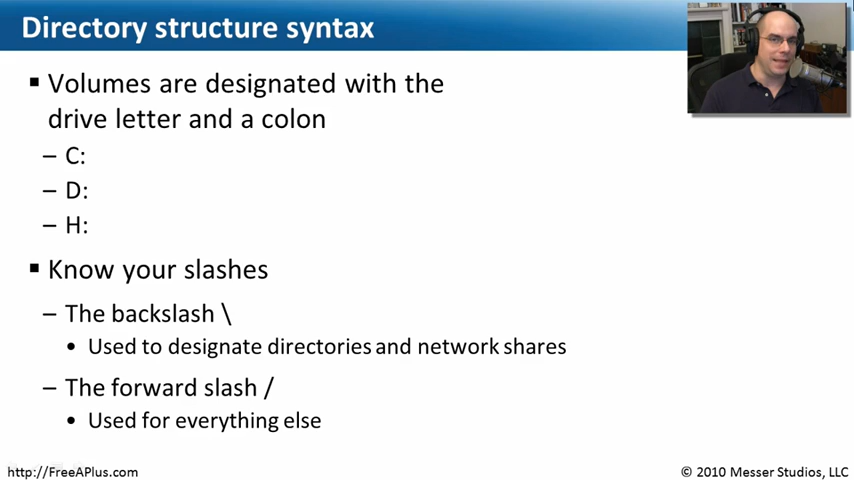 Directory structure syntax
▪ Volumes are designated with the
drive letter and a colon
– C:
– D:
– H:
▪ Know your slashes
– The backslash \
• Used to designate directories and network shares
– The forward slash /
• Used for everything else
http://FreeAPlus.com
© 2010 Messer Studios, LLC